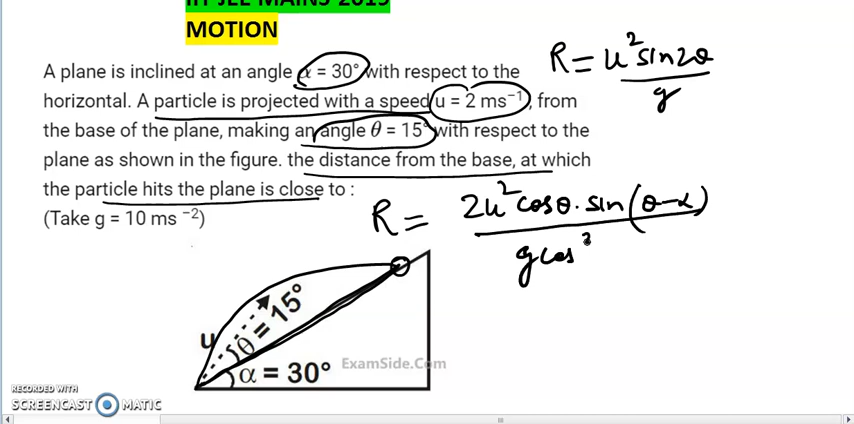 IIT JEE MAINS 2019
MOTION
A plane is inclined at an angle α = 30° with respect to the
horizontal. A particle is projected with a speed u = 2 ms⁻¹, from
the base of the plane, making an angle θ = 15° with respect to the
plane as shown in the figure. the distance from the base, at which
the particle hits the plane is close to :
(Take g = 10 ms ⁻²)
R = u² sin2θ / g
R = 2u² cosθ · sin(θ-α) / g cos²
u
θ = 15°
α = 30°
ExamSide.Com
RECORDED WITH
SCREENCAST MATIC